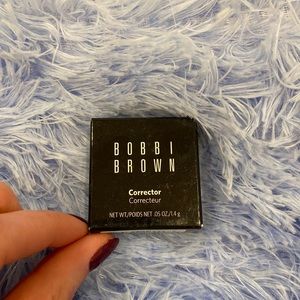 BOBBI
BROWN
Corrector
Correcteur
NET WT./POIDS NET .05 OZ./1.4 g